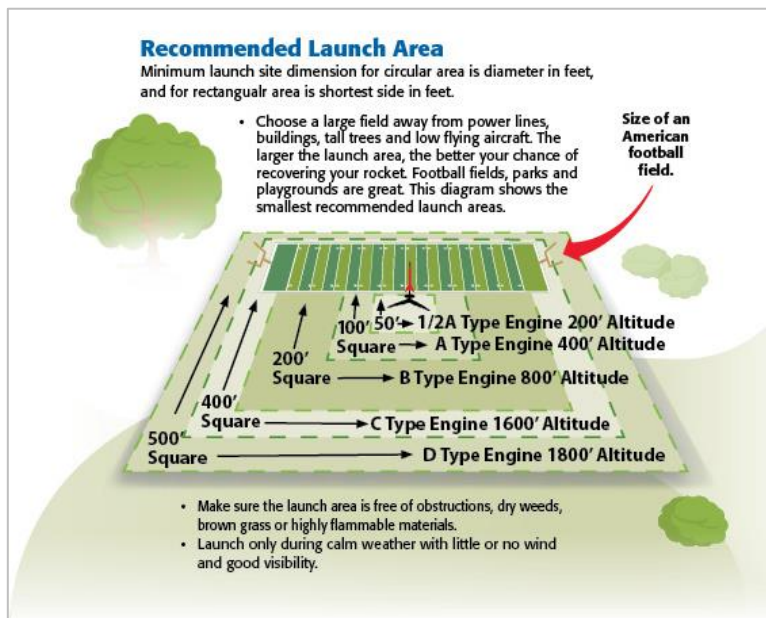 Recommended Launch Area
Minimum launch site dimension for circular area is diameter in feet,
and for rectangualr area is shortest side in feet.
• Choose a large field away from power lines,
buildings, tall trees and low flying aircraft. The
larger the launch area, the better your chance of
recovering your rocket. Football fields, parks and
playgrounds are great. This diagram shows the
smallest recommended launch areas.
Size of an
American
football
field.
50' 1/2A Type Engine 200' Altitude
100'
Square A Type Engine 400' Altitude
200'
Square B Type Engine 800' Altitude
400'
Square C Type Engine 1600' Altitude
500'
Square D Type Engine 1800' Altitude
• Make sure the launch area is free of obstructions, dry weeds,
brown grass or highly flammable materials.
• Launch only during calm weather with little or no wind
and good visibility.